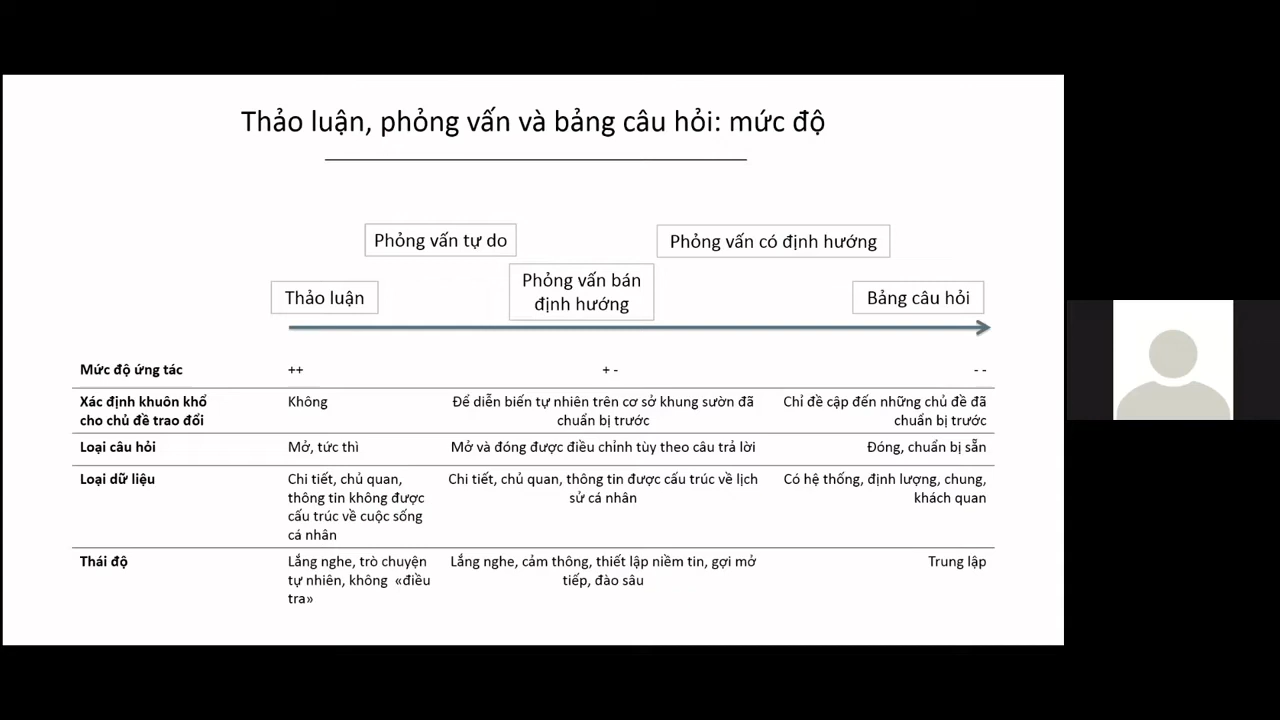 Thảo luận, phỏng vấn và bảng câu hỏi: mức độ
Phỏng vấn tự do
Phỏng vấn có định hướng
Phỏng vấn bán
định hướng
Thảo luận
Bảng câu hỏi
Mức độ ứng tác
++
+ -
- -
Xác định khuôn khổ
cho chủ đề trao đổi
Không
Để diễn biến tự nhiên trên cơ sở khung sườn đã
chuẩn bị trước
Chỉ đề cập đến những chủ đề đã
chuẩn bị trước
Loại câu hỏi
Mở, tức thì
Mở và đóng được điều chỉnh tùy theo câu trả lời
Đóng, chuẩn bị sẵn
Loại dữ liệu
Chi tiết, chủ quan,
thông tin không được
cấu trúc về cuộc sống
cá nhân
Chi tiết, chủ quan, thông tin được cấu trúc về lịch
sử cá nhân
Có hệ thống, định lượng, chung,
khách quan
Thái độ
Lắng nghe, trò chuyện
tự nhiên, không «điều
tra»
Lắng nghe, cảm thông, thiết lập niềm tin, gợi mở
tiếp, đào sâu
Trung lập